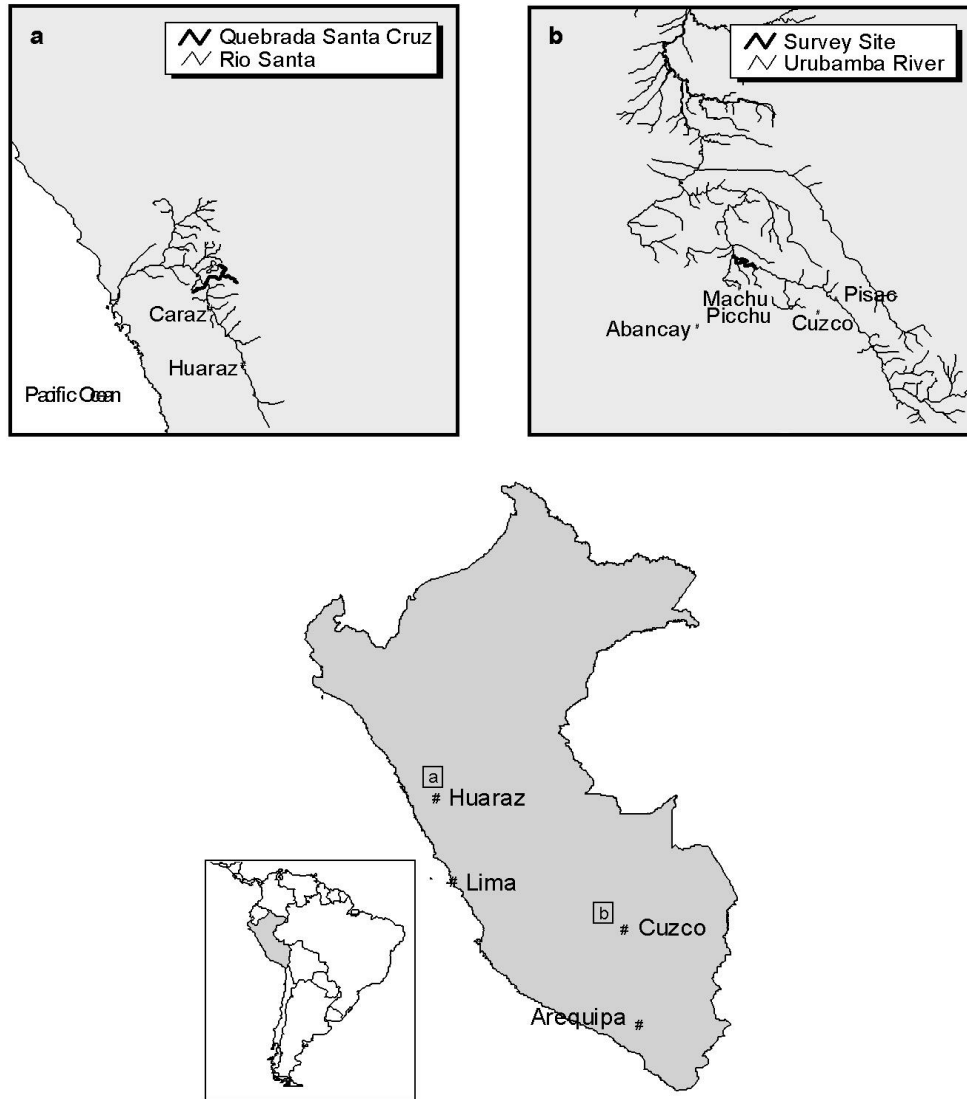 a
Quebrada Santa Cruz
Rio Santa
Caraz
Huaraz
Pacific Ocean
b
Survey Site
Urubamba River
Machu
Picchu
Pisac
Abancay
Cuzco
a
# Huaraz
# Lima
b
# Cuzco
Arequipa #